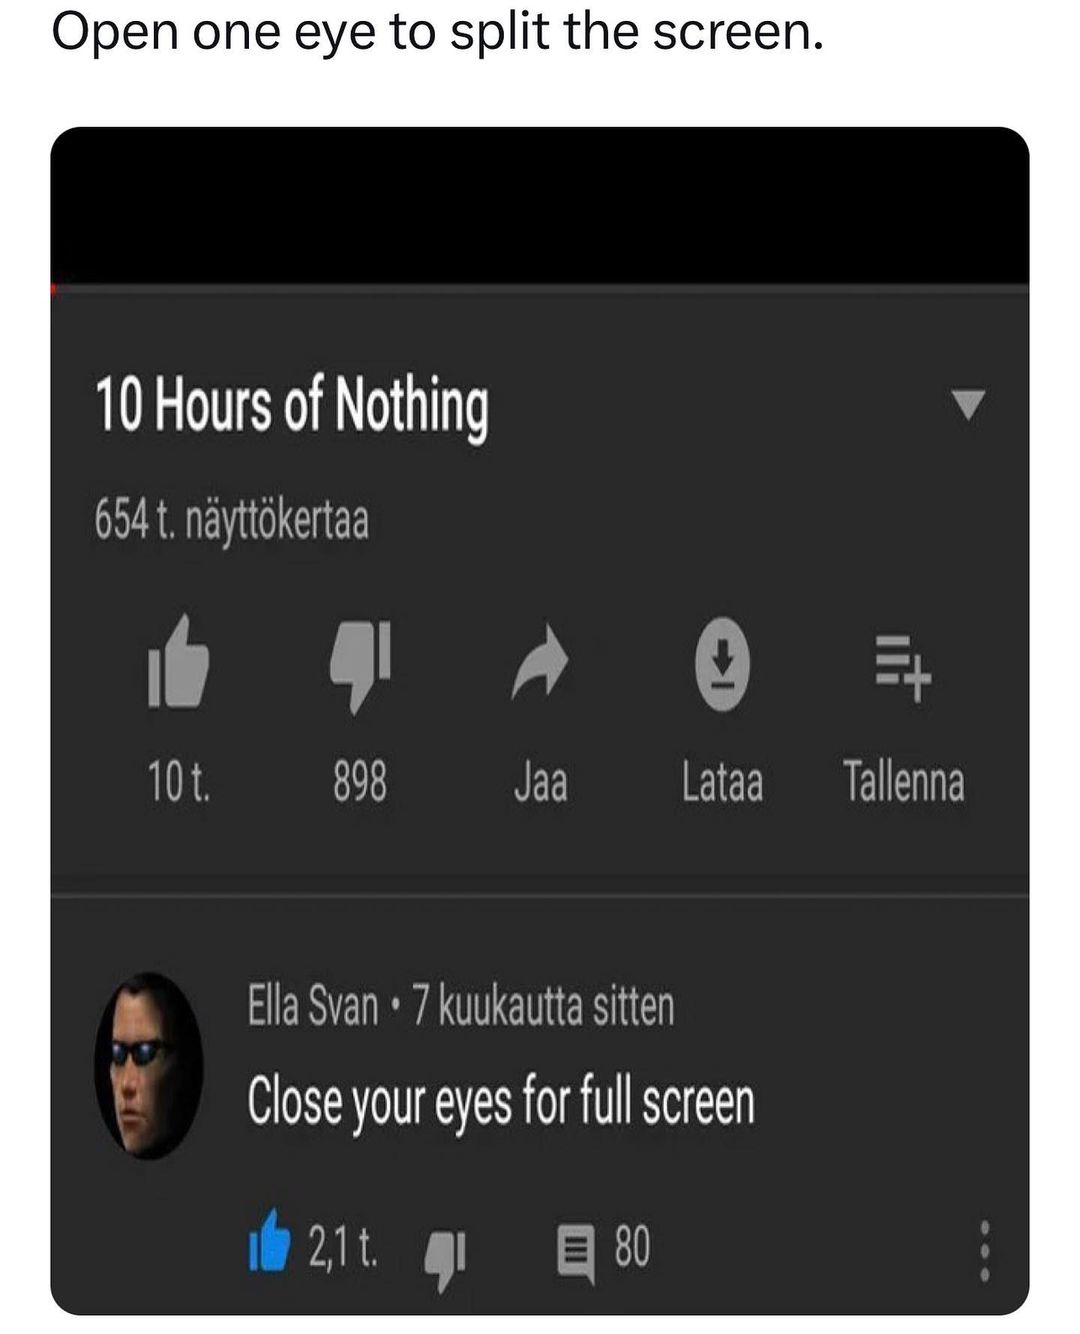 Open one eye to split the screen.
10 Hours of Nothing
654 t. näyttökertaa
10 t. 898 Jaa Lataa Tallenna
Ella Svan • 7 kuukautta sitten
Close your eyes for full screen
2,1 t. 80